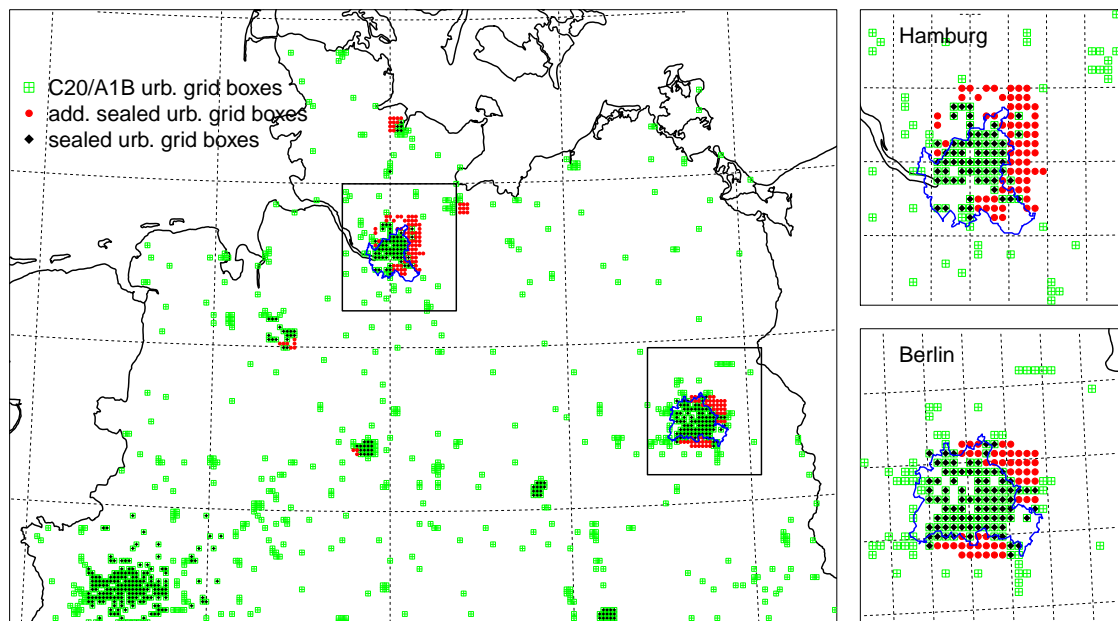 C20/A1B urb. grid boxes
add. sealed urb. grid boxes
sealed urb. grid boxes
Hamburg
Berlin